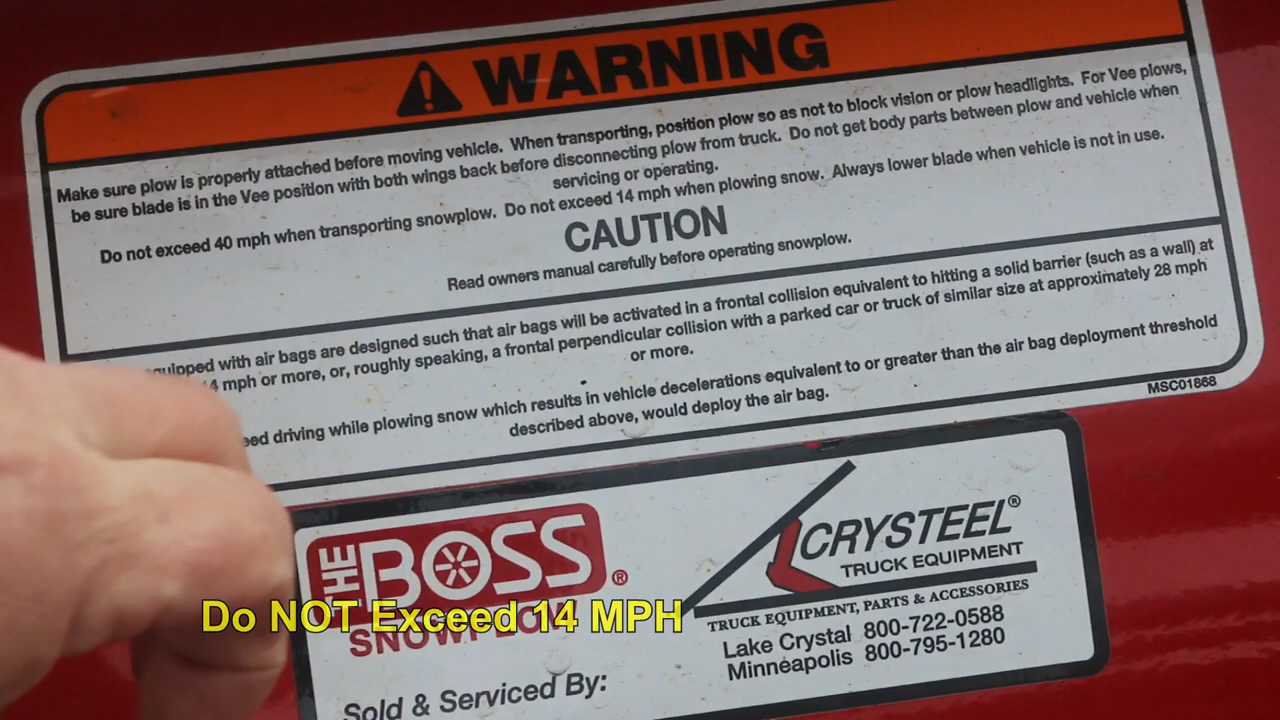 WARNING
Make sure plow is properly attached before moving vehicle. When transporting, position plow so as not to block vision or plow headlights. For Vee plows,
be sure blade is in the Vee position with both wings back before disconnecting plow from truck. Do not get body parts between plow and vehicle when
servicing or operating.
Do not exceed 40 mph when transporting snowplow. Do not exceed 14 mph when plowing snow. Always lower blade when vehicle is not in use.
CAUTION
Read owners manual carefully before operating snowplow.
with air bags are designed such that air bags will be activated in a frontal collision equivalent to hitting a solid barrier (such as a wall) at
mph or more, or, roughly speaking, a frontal perpendicular collision with a parked car or truck of similar size at approximately 28 mph
or more.
driving while plowing snow which results in vehicle decelerations equivalent to or greater than the air bag deployment threshold
described above, would deploy the air bag.
MSC01868
THE BOSS®
SNOWPLOW
Do NOT Exceed 14 MPH
Sold & Serviced By:
CRYSTEEL®
TRUCK EQUIPMENT
TRUCK EQUIPMENT, PARTS & ACCESSORIES
Lake Crystal 800-722-0588
Minneapolis 800-795-1280